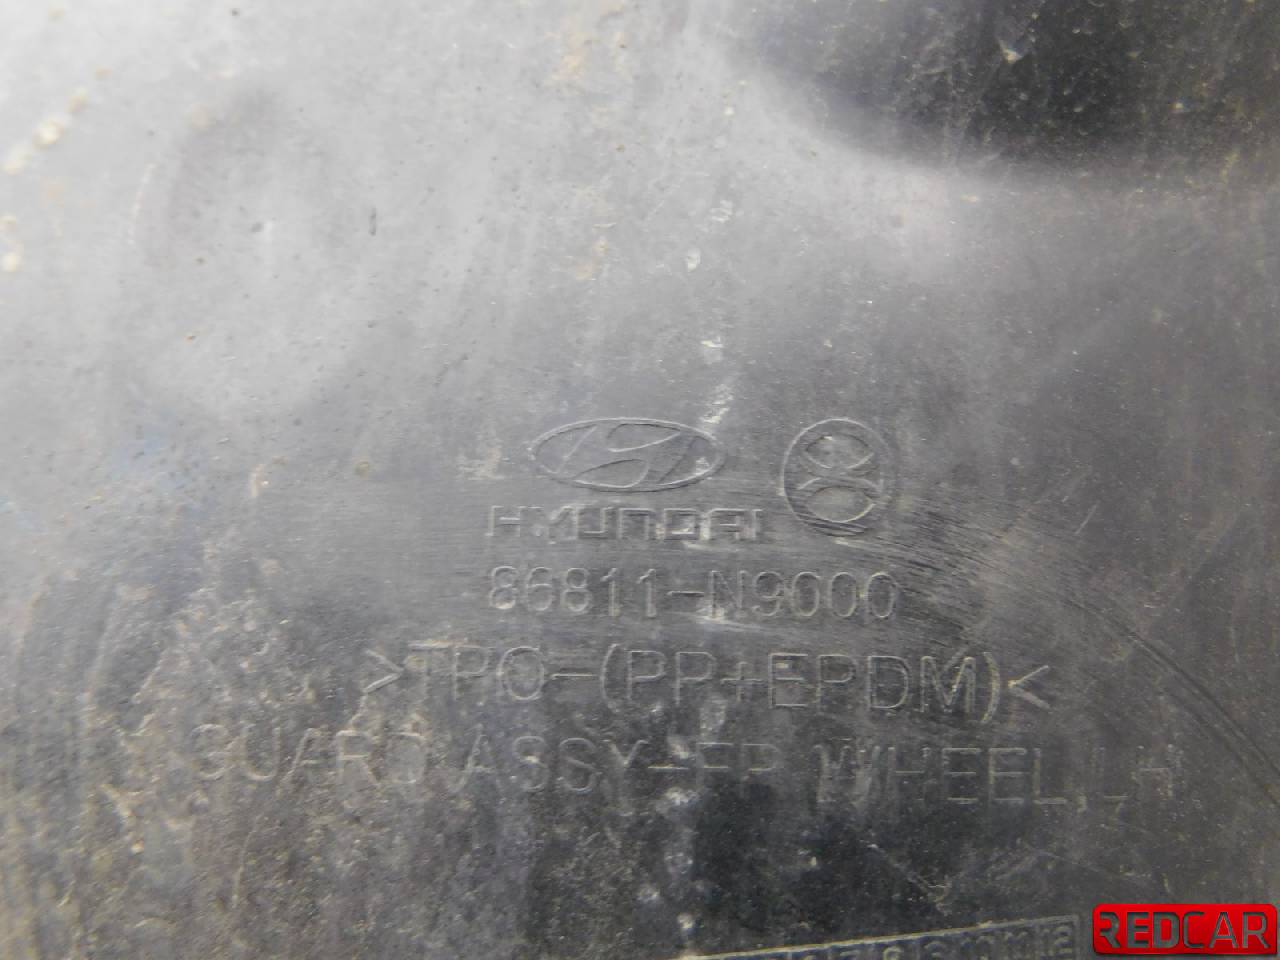 HYUNDAI
86811-N9000
>TPO-(PP+EPDM)<
GUARD ASSY-FR WHEEL,LH
REDCAR